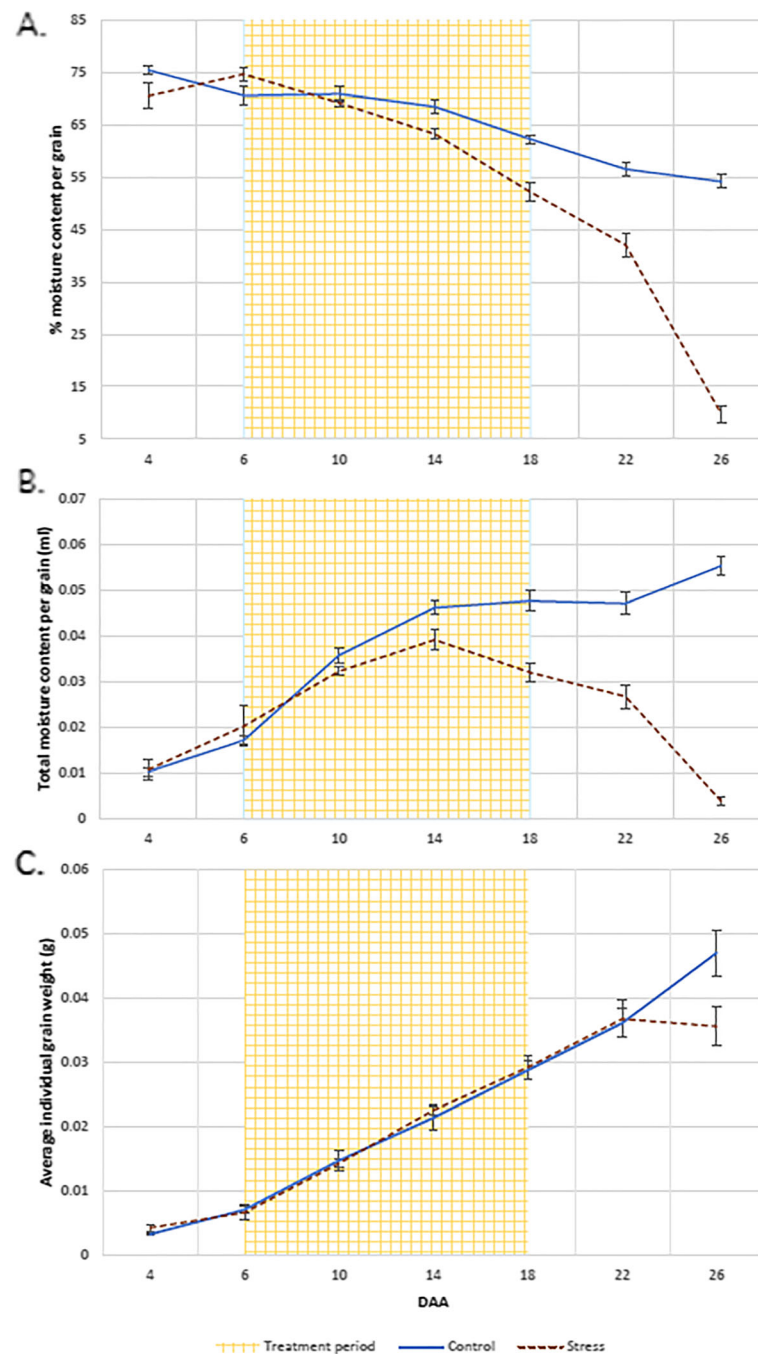 A.
85
75
65
55
45
35
25
15
5
% moisture content per grain
4 6 10 14 18 22 26
B.
0.07
0.06
0.05
0.04
0.03
0.02
0.01
0
Total moisture content per grain (ml)
4 6 10 14 18 22 26
C.
0.06
0.05
0.04
0.03
0.02
0.01
0
Average individual grain weight (g)
4 6 10 14 18 22 26
DAA
Treatment period Control Stress